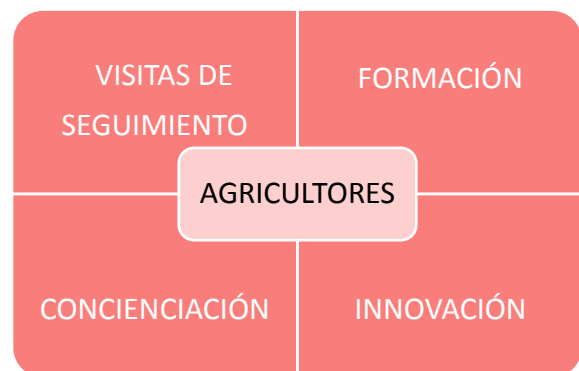 VISITAS DE
SEGUIMIENTO
FORMACIÓN
AGRICULTORES
CONCIENCIACIÓN
INNOVACIÓN